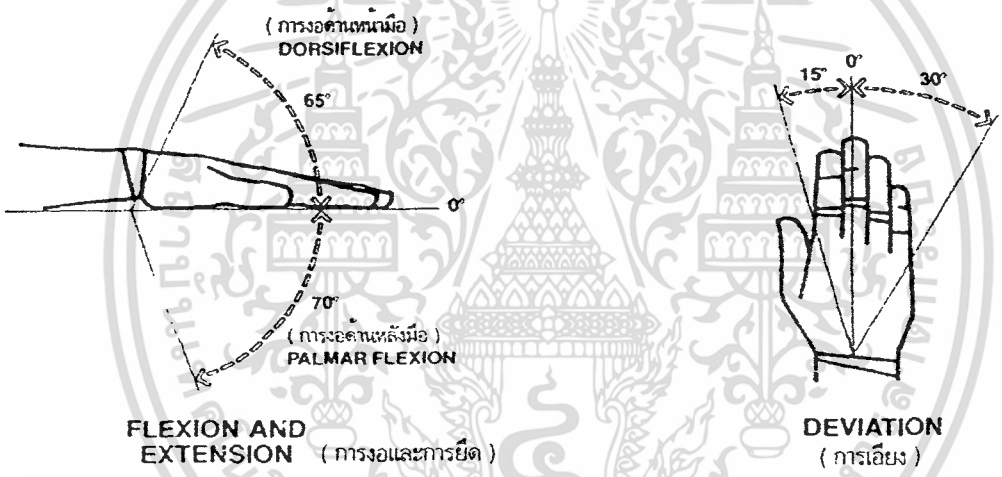 ( การงอด้านหน้ามือ )
DORSIFLEXION
65°
0°
70°
( การงอด้านหลังมือ )
PALMAR FLEXION
FLEXION AND
EXTENSION ( การงอและการยืด )
15° 0° 30°
DEVIATION
( การเอียง )